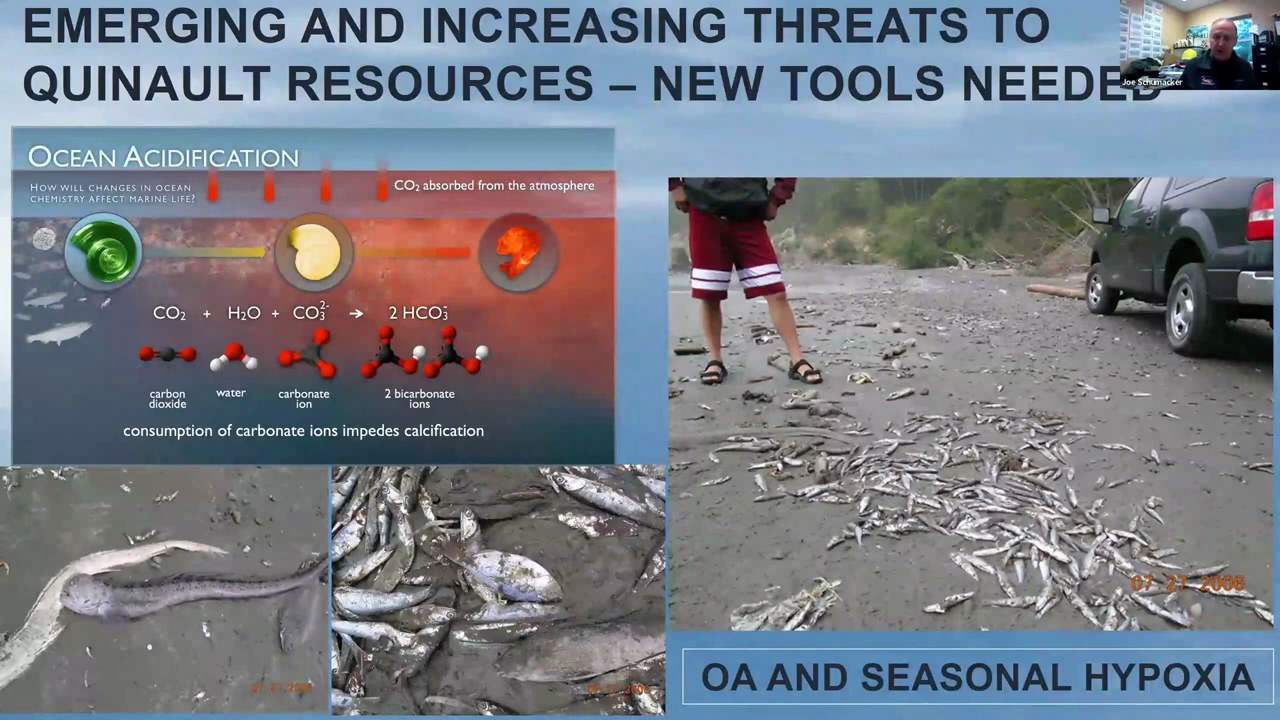 EMERGING AND INCREASING THREATS TO
QUINAULT RESOURCES – NEW TOOLS NEEDED
Joe Schumacker
OCEAN ACIDIFICATION
HOW WILL CHANGES IN OCEAN
CHEMISTRY AFFECT MARINE LIFE?
CO₂ absorbed from the atmosphere
CO₂ + H₂O + CO₃²⁻ → 2 HCO₃⁻
carbon
dioxide
water
carbonate
ion
2 bicarbonate
ions
consumption of carbonate ions impedes calcification
07 27 2006
OA AND SEASONAL HYPOXIA